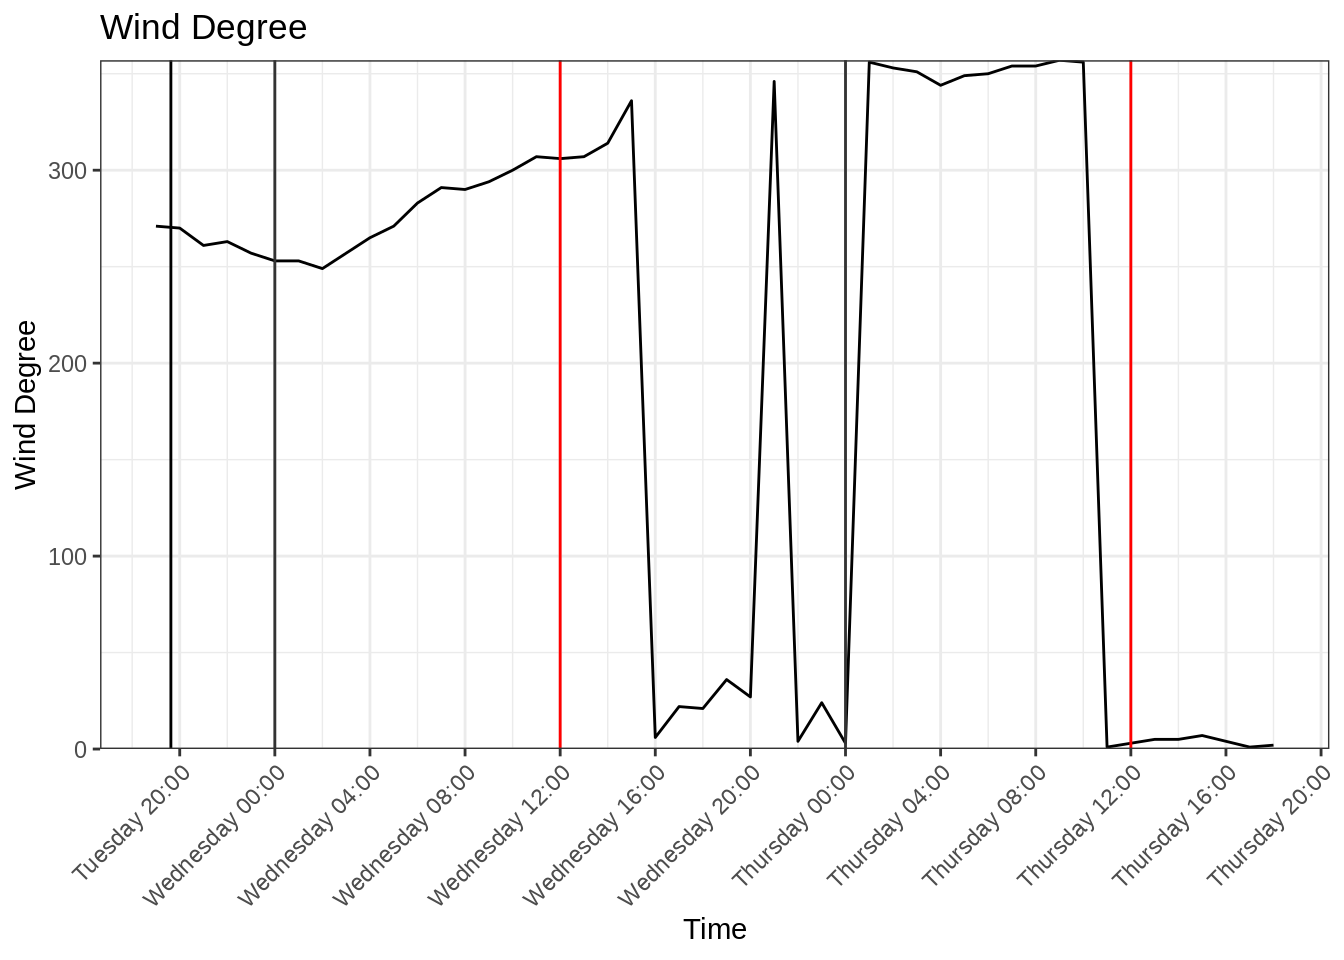 Wind Degree
Wind Degree
300
200
100
0
Tuesday 20:00
Wednesday 00:00
Wednesday 04:00
Wednesday 08:00
Wednesday 12:00
Wednesday 16:00
Wednesday 20:00
Thursday 00:00
Thursday 04:00
Thursday 08:00
Thursday 12:00
Thursday 16:00
Thursday 20:00
Time